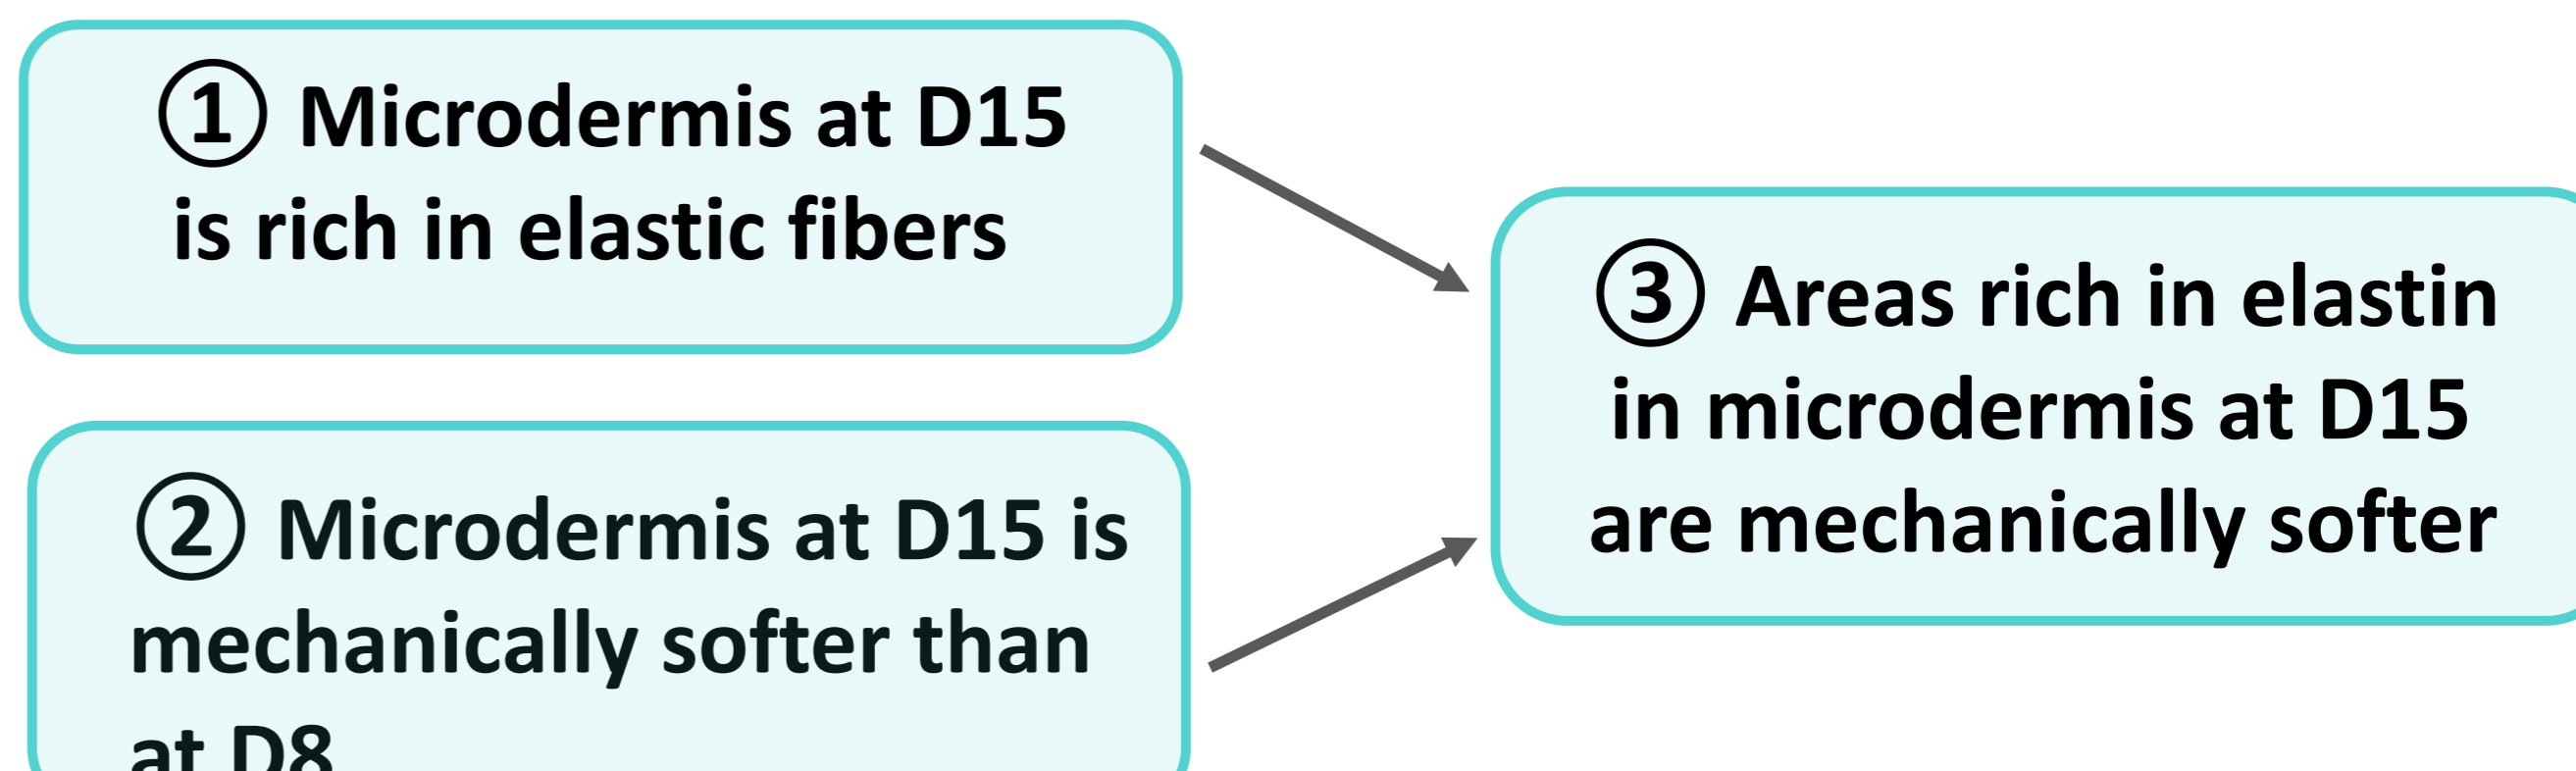 ① Microdermis at D15
is rich in elastic fibers
② Microdermis at D15 is
mechanically softer than
at D8
③ Areas rich in elastin
in microdermis at D15
are mechanically softer